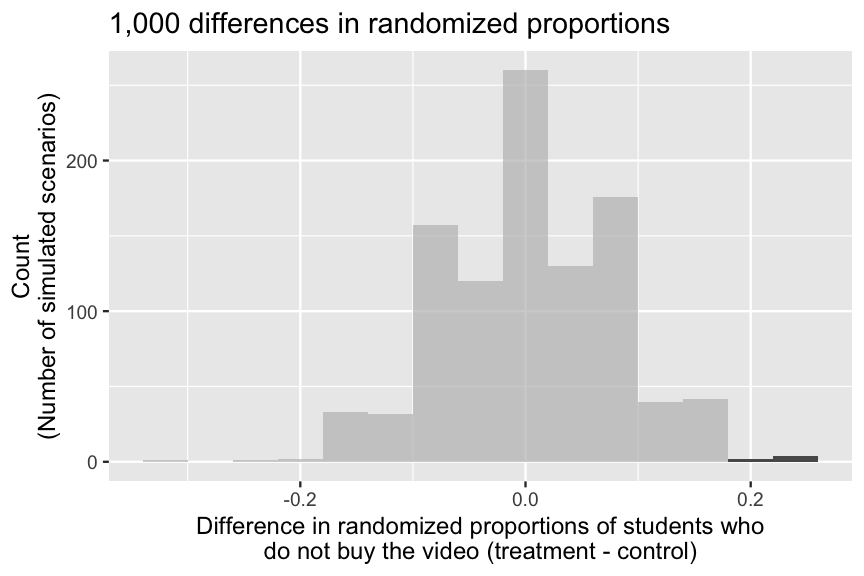 1,000 differences in randomized proportions
Count
(Number of simulated scenarios)
200
100
0
-0.2
0.0
0.2
Difference in randomized proportions of students who
do not buy the video (treatment - control)